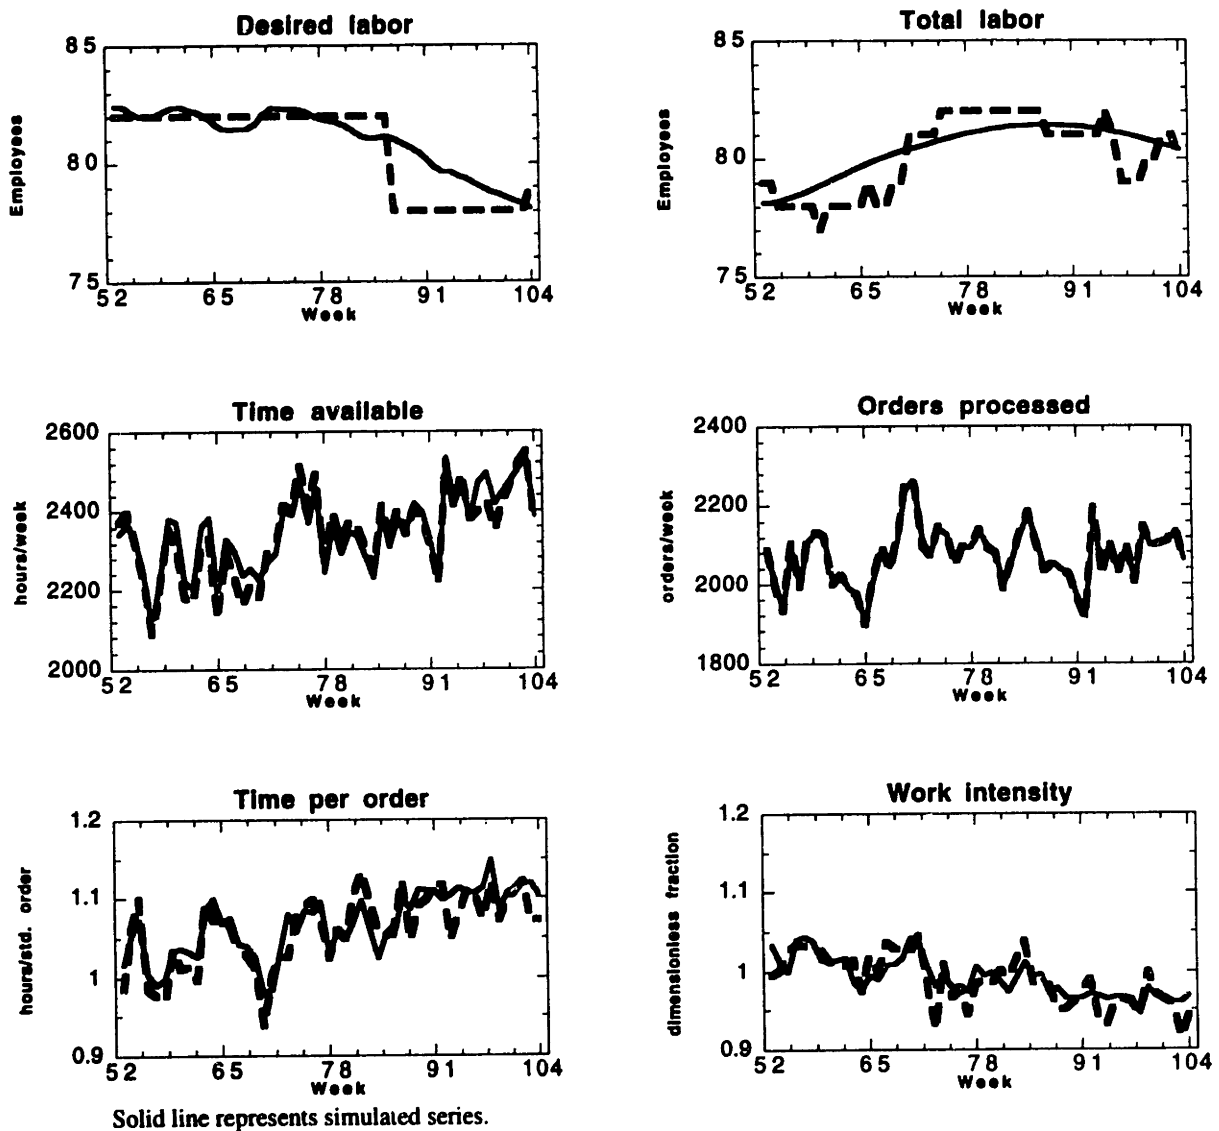 Desired labor
85
80
75
Employees
52 65 78 91 104
Week
Total labor
85
80
75
Employees
52 65 78 91 104
Week
Time available
2600
2400
2200
2000
hours/week
52 65 78 91 104
Week
Orders processed
2400
2200
2000
1800
orders/week
52 65 78 91 104
Week
Time per order
1.2
1.1
1
0.9
hours/std. order
52 65 78 91 104
Week
Work intensity
1.2
1.1
1
0.9
dimensionless fraction
52 65 78 91 104
Week
Solid line represents simulated series.